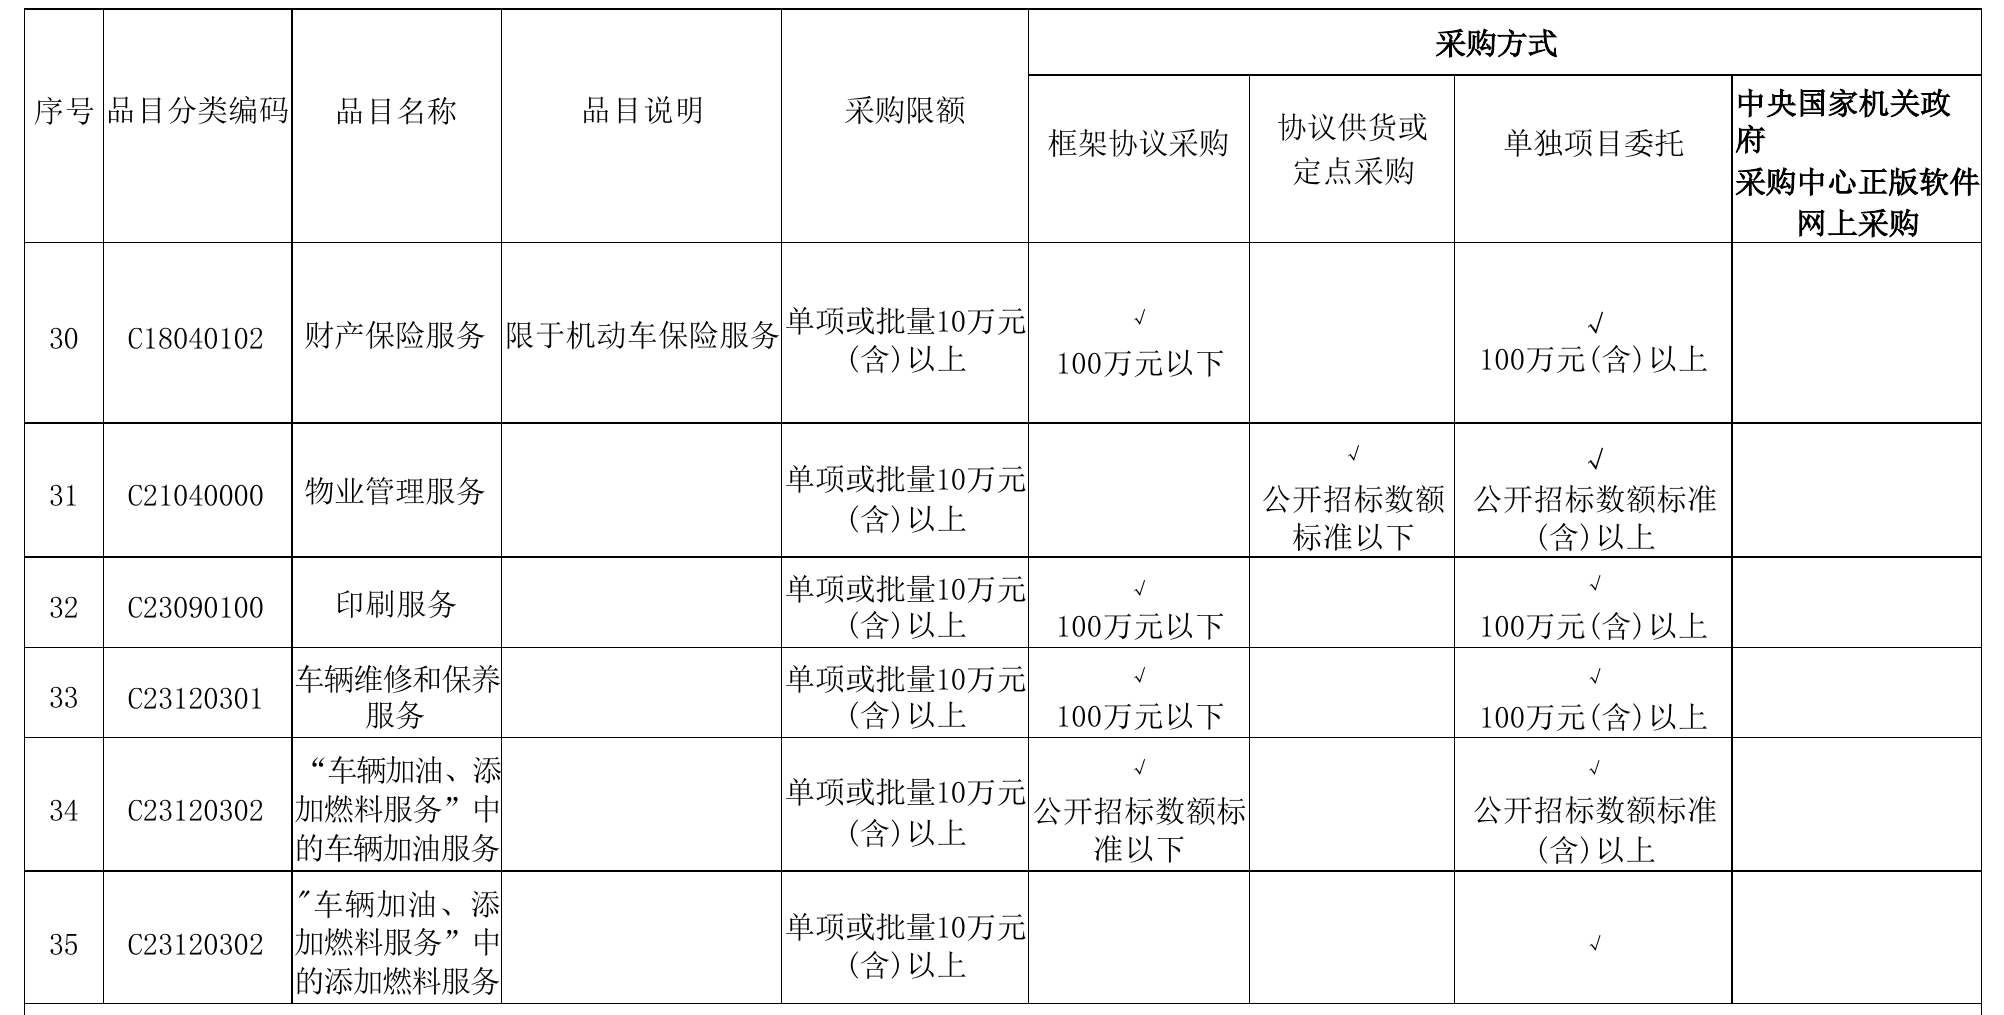 采购方式
序号
品目分类编码
品目名称
品目说明
采购限额
框架协议采购
协议供货或
定点采购
单独项目委托
中央国家机关政
府
采购中心正版软件
网上采购
30
C18040102
财产保险服务
限于机动车保险服务
单项或批量10万元
(含)以上
√
100万元以下
√
100万元(含)以上
31
C21040000
物业管理服务
单项或批量10万元
(含)以上
√
公开招标数额
标准以下
√
公开招标数额标准
(含)以上
32
C23090100
印刷服务
单项或批量10万元
(含)以上
√
100万元以下
√
100万元(含)以上
33
C23120301
车辆维修和保养
服务
单项或批量10万元
(含)以上
√
100万元以下
√
100万元(含)以上
34
C23120302
“车辆加油、添
加燃料服务”中
的车辆加油服务
单项或批量10万元
(含)以上
√
公开招标数额标
准以下
√
公开招标数额标准
(含)以上
35
C23120302
"车辆加油、添
加燃料服务”中
的添加燃料服务
单项或批量10万元
(含)以上
√